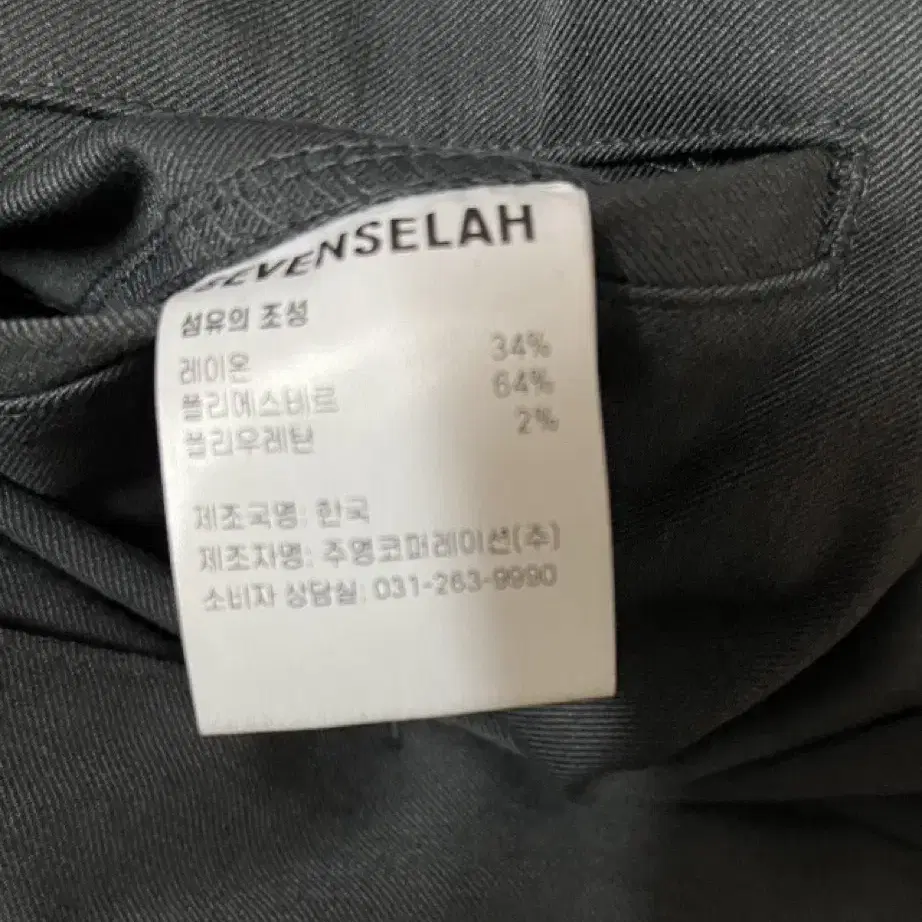 SEVENSELAH
섬유의 조성
레이온 34%
폴리에스테르 64%
폴리우레탄 2%
제조국명: 한국
제조자명: 주영코퍼레이션(주)
소비자 상담실: 031-263-9990